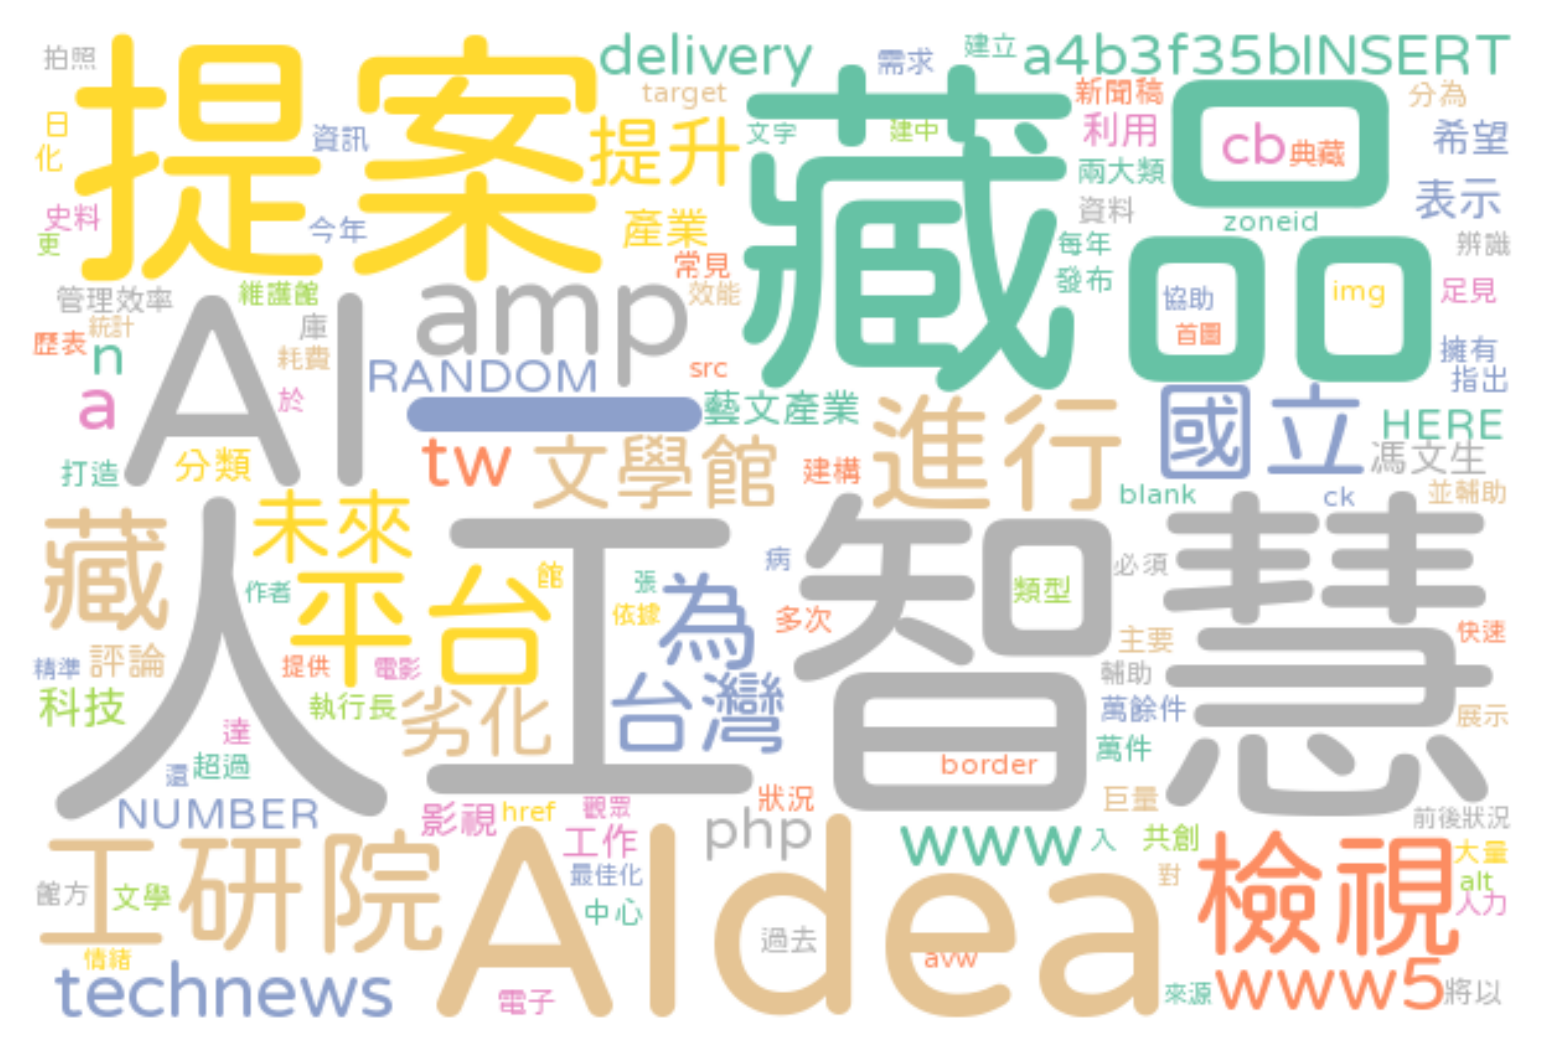 拍照
提案
delivery
需求
建立
a4b3f35bINSERT
target
藏品
新聞稿
分為
日化
資訊
提升
文字
建中
利用
cb
典藏
希望
兩大類
史料
更
今年
產業
資料
zoneid
表示
每年
辨識
常見
發布
管理效率
維護館
amp
效能
協助
img
足見
歷表
統計
庫
首圖
n
AI
耗費
RANDOM
src
擁有
指出
a
於
一
藝文產業
進行
國立
HERE
打造
分類
tw
文學館
建構
馮文生
blank
ck
並輔助
未來
人工智慧
藏
作者
平台
館
張
為
病
必須
類型
依據
多次
主要
快速
精準
評論
提供
電影
輔助
科技
執行長
劣化
台灣
萬餘件
展示
達
還
超過
border
萬件
NUMBER
影視
href
觀眾
狀況
巨量
前後狀況
工作
php
www
入
共創
檢視
大量
工研院
AIdea
館方
文學
最佳化
對
alt
人力
中心
過去
情緒
avw
technews
電子
來源
www5
將以